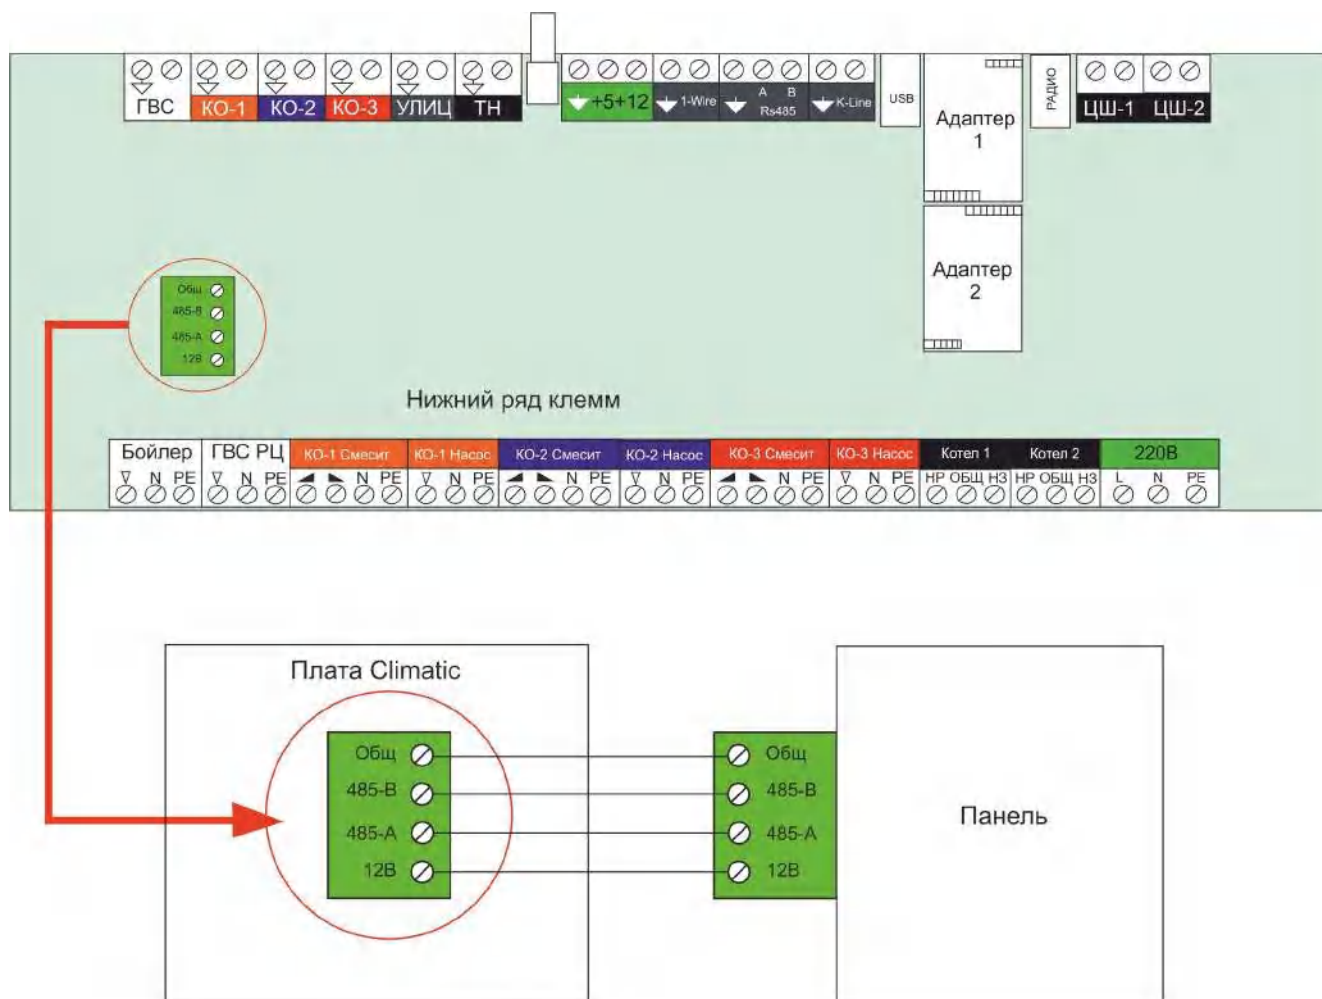 ГВС КО-1 КО-2 КО-3 УЛИЦ ТН +5+12 1-Wire A B Rs485 K-Line USB Адаптер 1 РАДИО ЦШ-1 ЦШ-2
Адаптер 2
Общ
485-В
485-А
12В
Нижний ряд клемм
Бойлер ГВС РЦ КО-1 Смесит КО-1 Насос КО-2 Смесит КО-2 Насос КО-3 Смесит КО-3 Насос Котел 1 Котел 2 220В
N PE N PE N PE N PE N PE N PE N PE N PE НР ОБЩ НЗ НР ОБЩ НЗ L N PE
Плата Climatic
Общ Общ
485-В 485-В
485-А 485-А
12В 12В
Панель